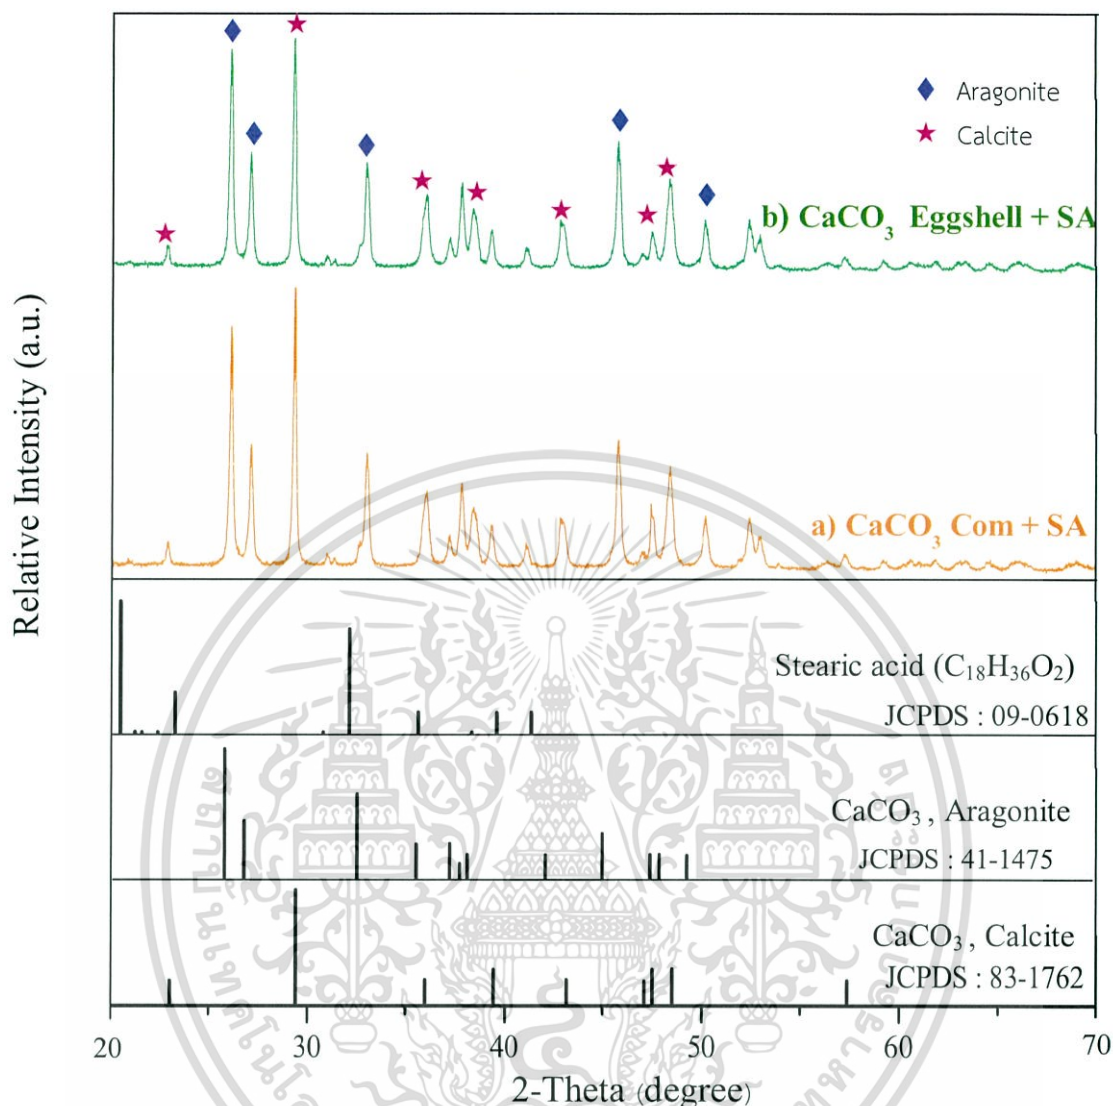 Aragonite
Calcite
b) CaCO₃ Eggshell + SA
a) CaCO₃ Com + SA
Relative Intensity (a.u.)
Stearic acid (C₁₈H₃₆O₂)
JCPDS : 09-0618
CaCO₃ , Aragonite
JCPDS : 41-1475
CaCO₃ , Calcite
JCPDS : 83-1762
20 30 40 50 60 70
2-Theta (degree)